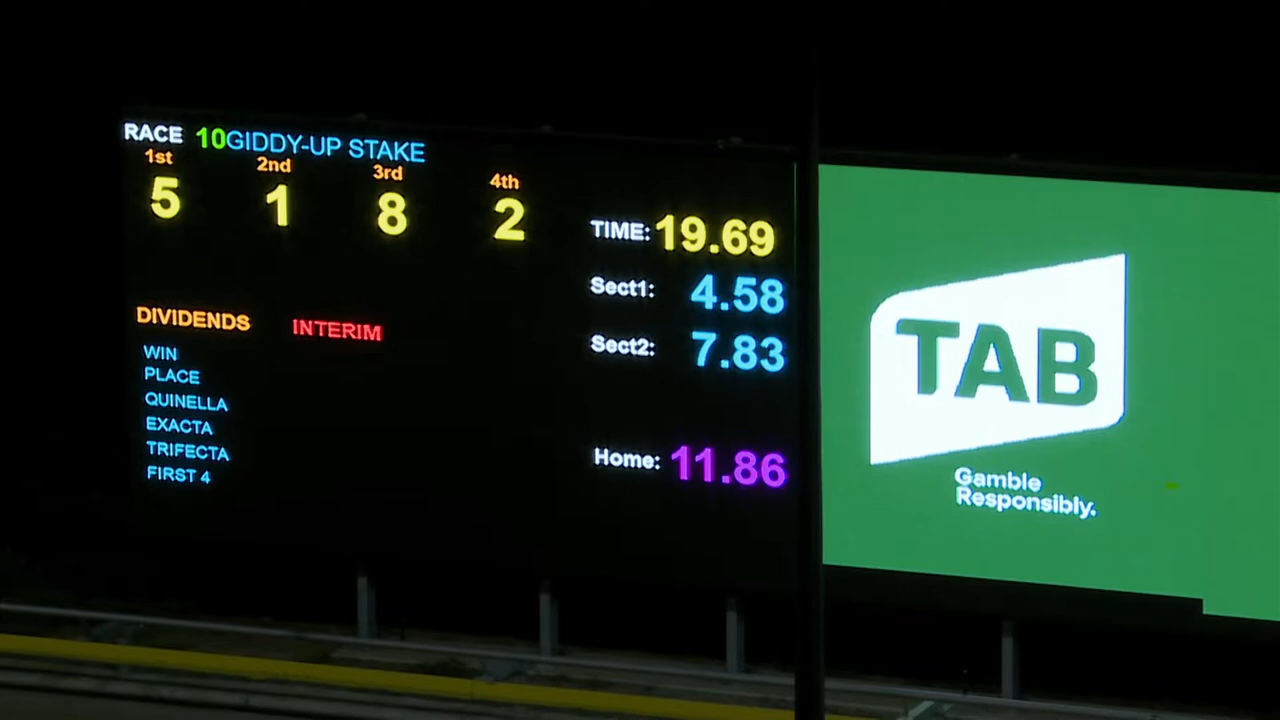 RACE 10GIDDY-UP STAKE
1st 2nd 3rd 4th
5 1 8 2
TIME: 19.69
Sect1: 4.58
Sect2: 7.83
Home: 11.86
DIVIDENDS INTERIM
WIN
PLACE
QUINELLA
EXACTA
TRIFECTA
FIRST 4
TAB
Gamble
Responsibly.